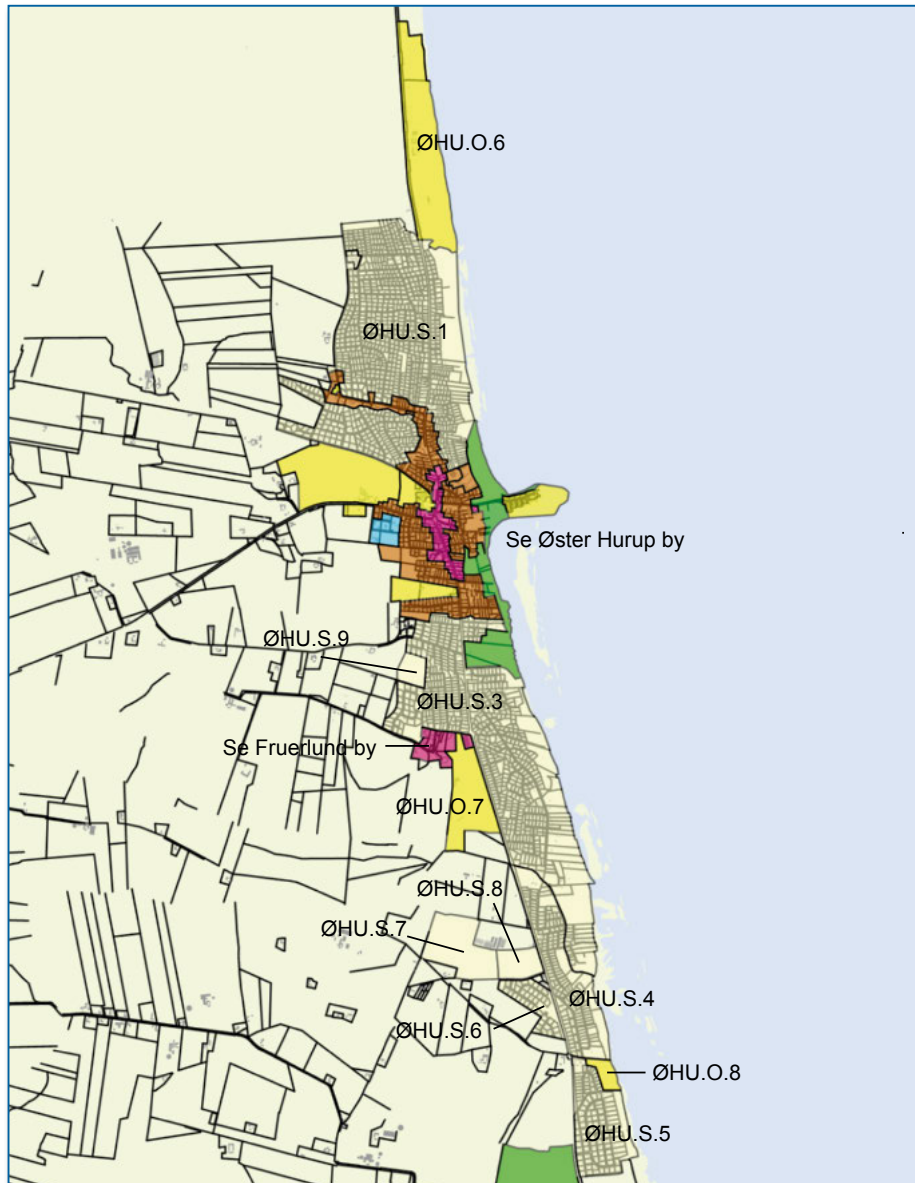 ØHU.O.6
ØHU.S.1
Se Øster Hurup by
ØHU.S.9
ØHU.S.3
Se Fruerlund by
ØHU.O.7
ØHU.S.8
ØHU.S.7
ØHU.S.4
ØHU.S.6
ØHU.O.8
ØHU.S.5